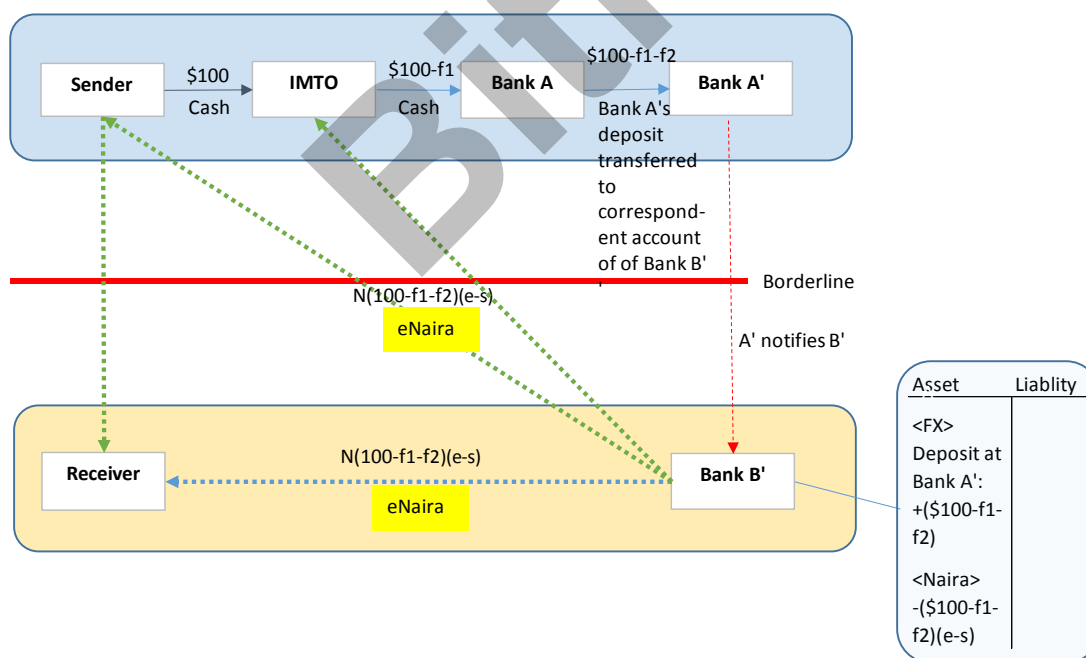 Sender
$100
Cash
IMTO
$100-f1
Cash
Bank A
$100-f1-f2
Bank A's
deposit
transferred
to
correspond-
ent account
of of Bank B'
'
Bank A'
Borderline
N(100-f1-f2)(e-s)
eNaira
A' notifies B'
Receiver
N(100-f1-f2)(e-s)
eNaira
Bank B'
Asset Liablity
<FX>
Deposit at
Bank A':
+($100-f1-
f2)
<Naira>
-($100-f1-
f2)(e-s)